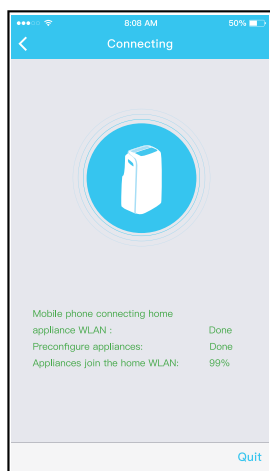 8:08 AM
50%
Connecting
Mobile phone connecting home
appliance WLAN : Done
Preconfigure appliances: Done
Appliances join the home WLAN: 99%
Quit